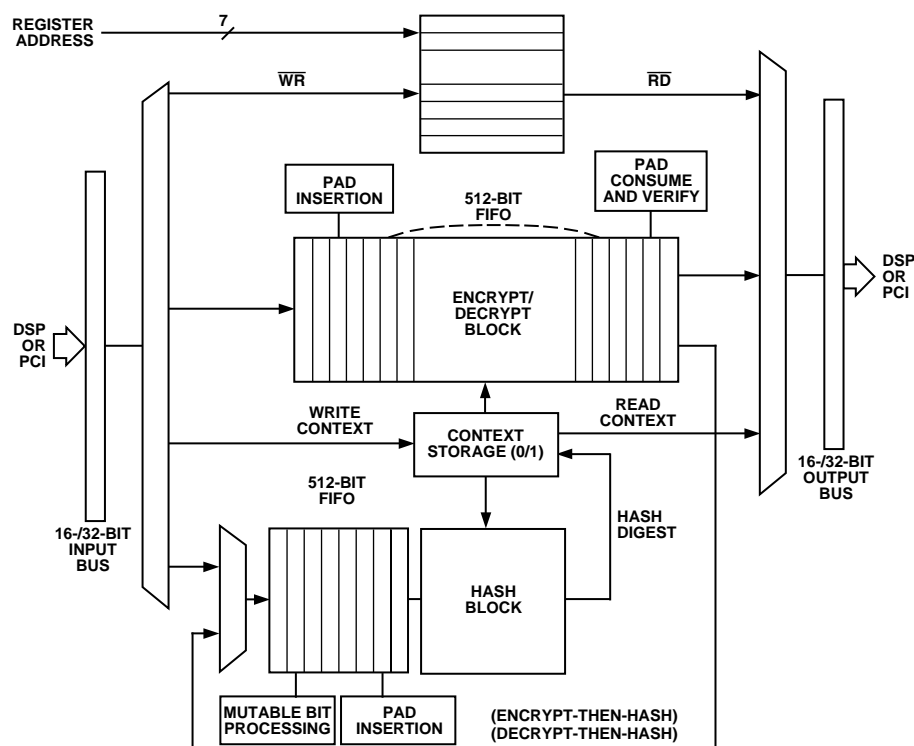 REGISTER
ADDRESS
7
WR
RD
PAD
INSERTION
512-BIT
FIFO
PAD
CONSUME
AND VERIFY
ENCRYPT/
DECRYPT
BLOCK
DSP
OR
PCI
DSP
OR
PCI
WRITE
CONTEXT
CONTEXT
STORAGE (0/1)
READ
CONTEXT
16-/32-BIT
OUTPUT
BUS
512-BIT
FIFO
HASH
DIGEST
16-/32-BIT
INPUT
BUS
HASH
BLOCK
MUTABLE BIT
PROCESSING
PAD
INSERTION
(ENCRYPT-THEN-HASH)
(DECRYPT-THEN-HASH)